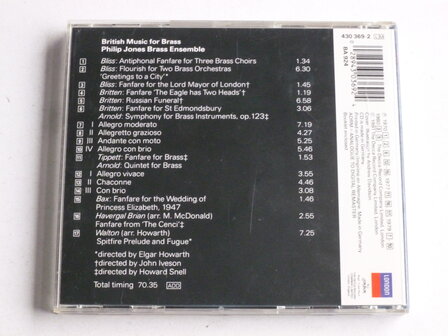 British Music for Brass
Philip Jones Brass Ensemble
1 Bliss: Antiphonal Fanfare for Three Brass Choirs 1.34
2 Bliss: Flourish for Two Brass Orchestras 6.30
'Greetings to a City'*
3 Bliss: Fanfare for the Lord Mayor of London† 1.45
4 Britten: Fanfare 'The Eagle has Two Heads'† 1.19
5 Britten: Russian Funeral† 6.58
6 Britten: Fanfare for St Edmondsbury 3.06
Arnold: Symphony for Brass Instruments, op.123‡
7 I Allegro moderato 7.19
8 II Allegretto grazioso 4.27
9 III Andante con moto 5.25
10 IV Allegro con brio 5.46
11 Tippett: Fanfare for Brass‡ 1.53
Arnold: Quintet for Brass
12 I Allegro vivace 3.55
13 II Chaconne 4.46
14 III Con brio 3.06
15 Bax: Fanfare for the Wedding of 1.46
Princess Elizabeth, 1947
16 Havergal Brian (arr. M. McDonald) 2.55
Fanfare from 'The Cenci'‡
17 Walton (arr. Howarth) 7.25
Spitfire Prelude and Fugue*
*directed by Elgar Howarth
†directed by John Iveson
‡directed by Howard Snell
Total timing 70.35 ADD
430 369-2 LM
BA 924
LONDON